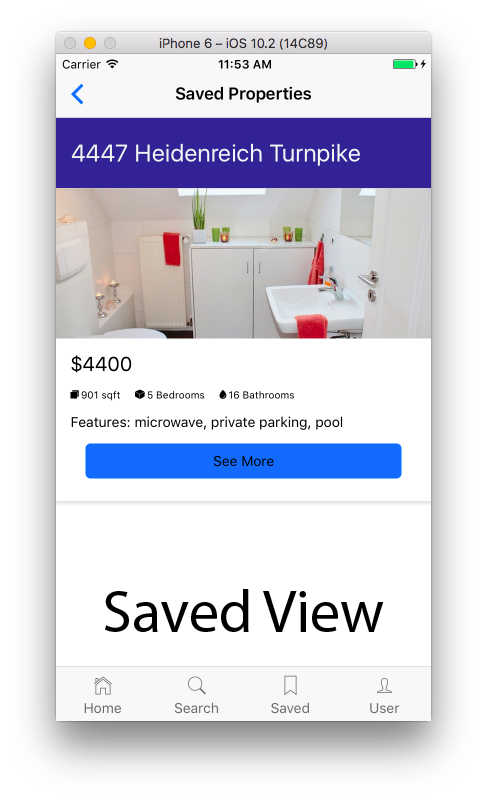 iPhone 6 – iOS 10.2 (14C89)
Carrier 11:53 AM
Saved Properties
4447 Heidenreich Turnpike
$4400
901 sqft 5 Bedrooms 16 Bathrooms
Features: microwave, private parking, pool
See More
Saved View
Home Search Saved User